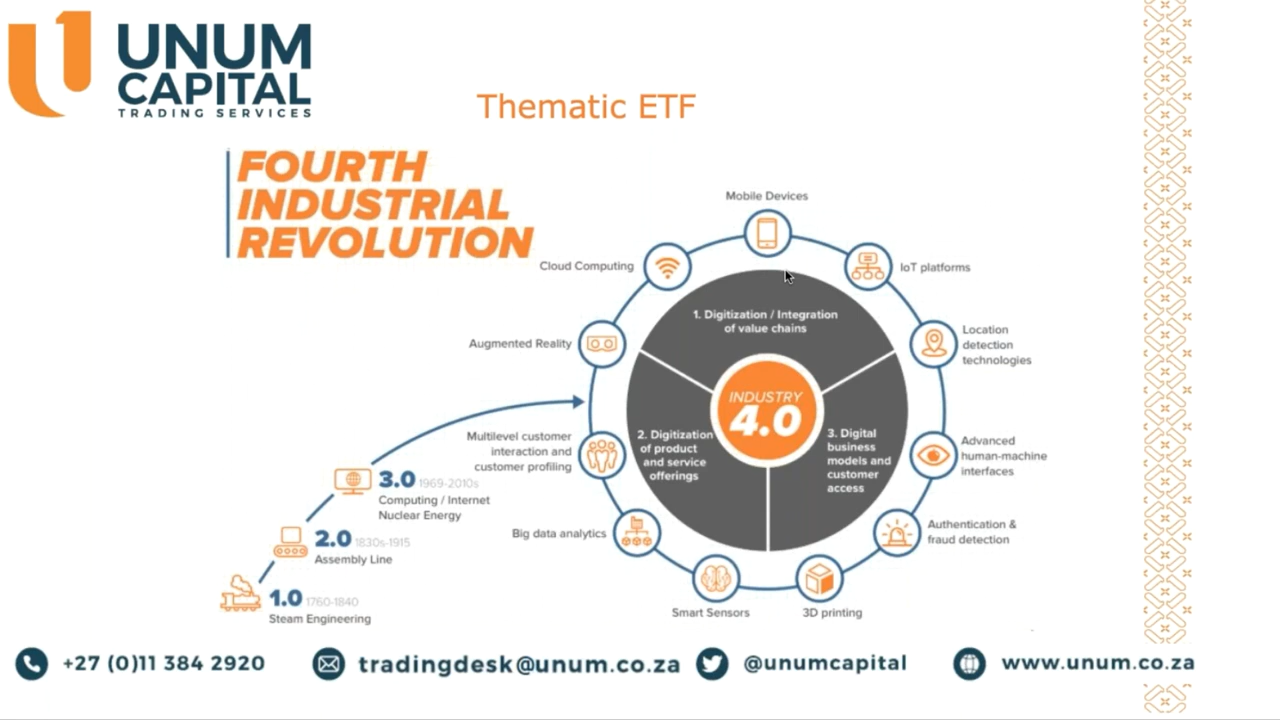 UNUM
CAPITAL
TRADING SERVICES
Thematic ETF
FOURTH
INDUSTRIAL
REVOLUTION
Mobile Devices
Cloud Computing
IoT platforms
Augmented Reality
Location
detection
technologies
1. Digitization / Integration
of value chains
INDUSTRY
4.0
2. Digitization
of product
and service
offerings
3. Digital
business
models and
customer
access
Multilevel customer
interaction and
customer profiling
Advanced
human-machine
interfaces
Big data analytics
Authentication &
fraud detection
Smart Sensors
3D printing
3.0 1969-2010s
Computing / Internet
Nuclear Energy
2.0 1830s-1915
Assembly Line
1.0 1760-1840
Steam Engineering
+27 (0)11 384 2920
tradingdesk@unum.co.za
@unumcapital
www.unum.co.za